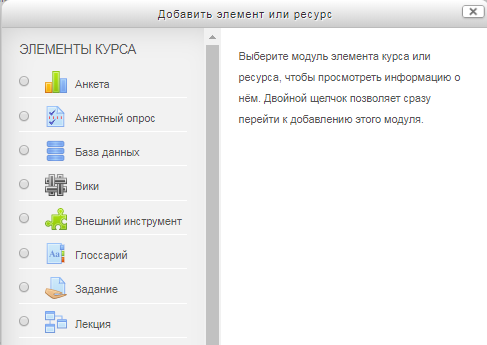 Добавить элемент или ресурс
ЭЛЕМЕНТЫ КУРСА
Анкета
Анкетный опрос
База данных
Вики
Внешний инструмент
Глоссарий
Aa
Задание
Лекция
Выберите модуль элемента курса или
ресурса, чтобы просмотреть информацию о
нём. Двойной щелчок позволяет сразу
перейти к добавлению этого модуля.